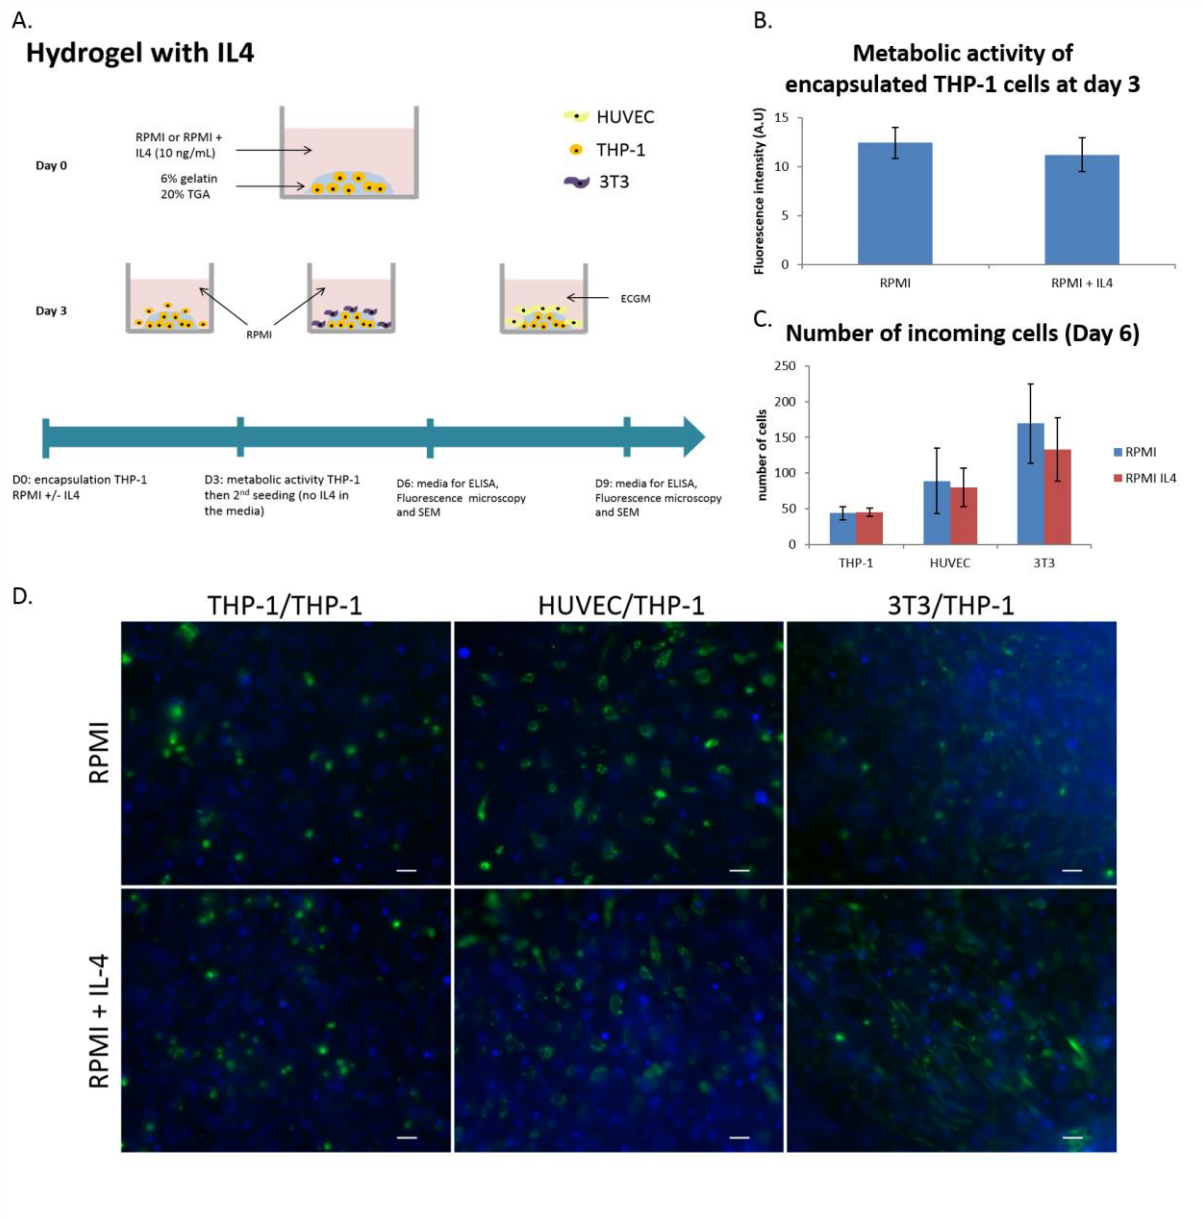 A.
Hydrogel with IL4
RPMI or RPMI +
IL4 (10 ng/mL)
Day 0
6% gelatin
20% TGA
HUVEC
THP-1
3T3
Day 3
RPMI
ECGM
D0: encapsulation THP-1
RPMI +/- IL4
D3: metabolic activity THP-1
then 2nd seeding (no IL4 in
the media)
D6: media for ELISA,
Fluorescence microscopy
and SEM
D9: media for ELISA,
Fluorescence microscopy
and SEM
B.
Metabolic activity of
encapsulated THP-1 cells at day 3
Fluorescence intensity (A.U)
15
10
5
0
RPMI
RPMI + IL4
C.
Number of incoming cells (Day 6)
number of cells
250
200
150
100
50
0
THP-1
HUVEC
3T3
RPMI
RPMI IL4
D.
THP-1/THP-1
HUVEC/THP-1
3T3/THP-1
RPMI
RPMI + IL-4